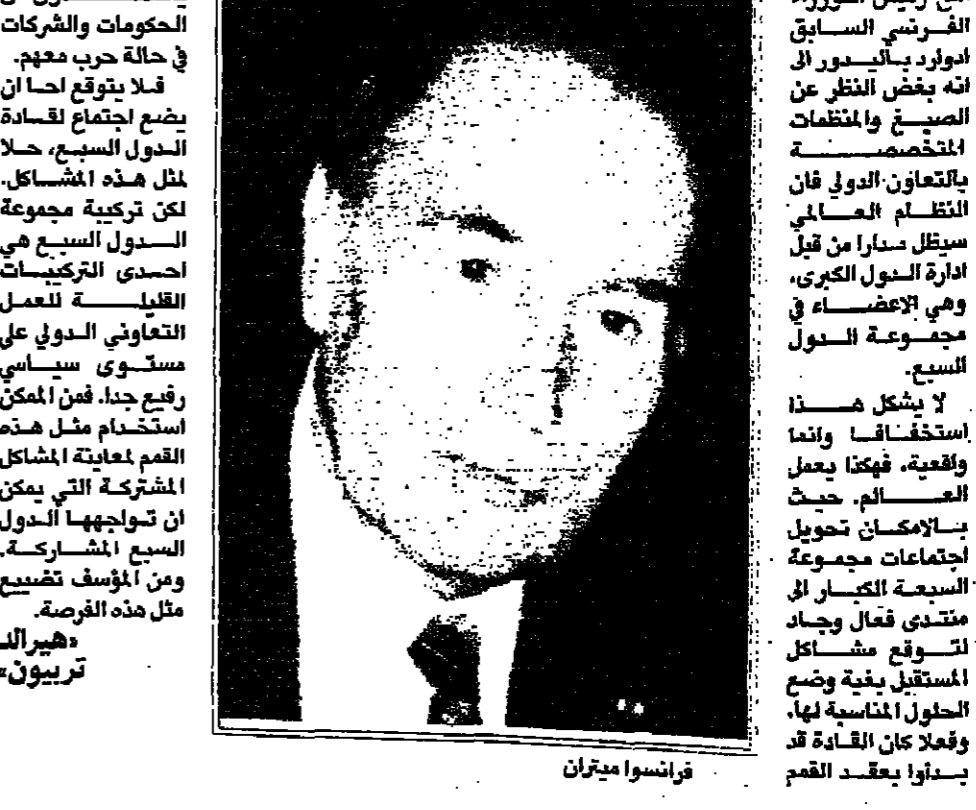 الفرنسي السابق
ادوارد باليدور الى
انه بغض النظر عن
الصيغ والمنظمات
المتخصصة
بالتعاون الدولي فان
النظام العالمي
سيظل مدارا من قبل
ادارة الدول الكبرى،
وهي الاعضاء في
مجموعة الدول
السبع.
لا يشكل هذا
استخفافا وانما
واقعية، فهكذا يعمل
العالم. حيث
بالامكان تحويل
اجتماعات مجموعة
السبعة الكبار الى
منتدى فعال وجاد
لتوقع مشاكل
المستقبل بغية وضع
الحلول المناسبة لها.
وفعلا كان القادة قد
بدأوا بعقد القمم
فرانسوا ميتران
الحكومات والشركات
في حالة حرب معهم.
فلا يتوقع احدا ان
يضع اجتماع لقادة
الدول السبع، حلا
لمثل هذه المشاكل.
لكن تركيبة مجموعة
الدول السبع هي
احدى التركيبات
القليلة للعمل
التعاوني الدولي على
مستوى سياسي
رفيع جدا. فمن الممكن
استخدام مثل هذه
القمم لمعاينة المشاكل
المشتركة التي يمكن
ان تواجهها الدول
السبع المشاركة.
ومن المؤسف تضييع
مثل هذه الفرصة.
«هيرالد
تريبيون»